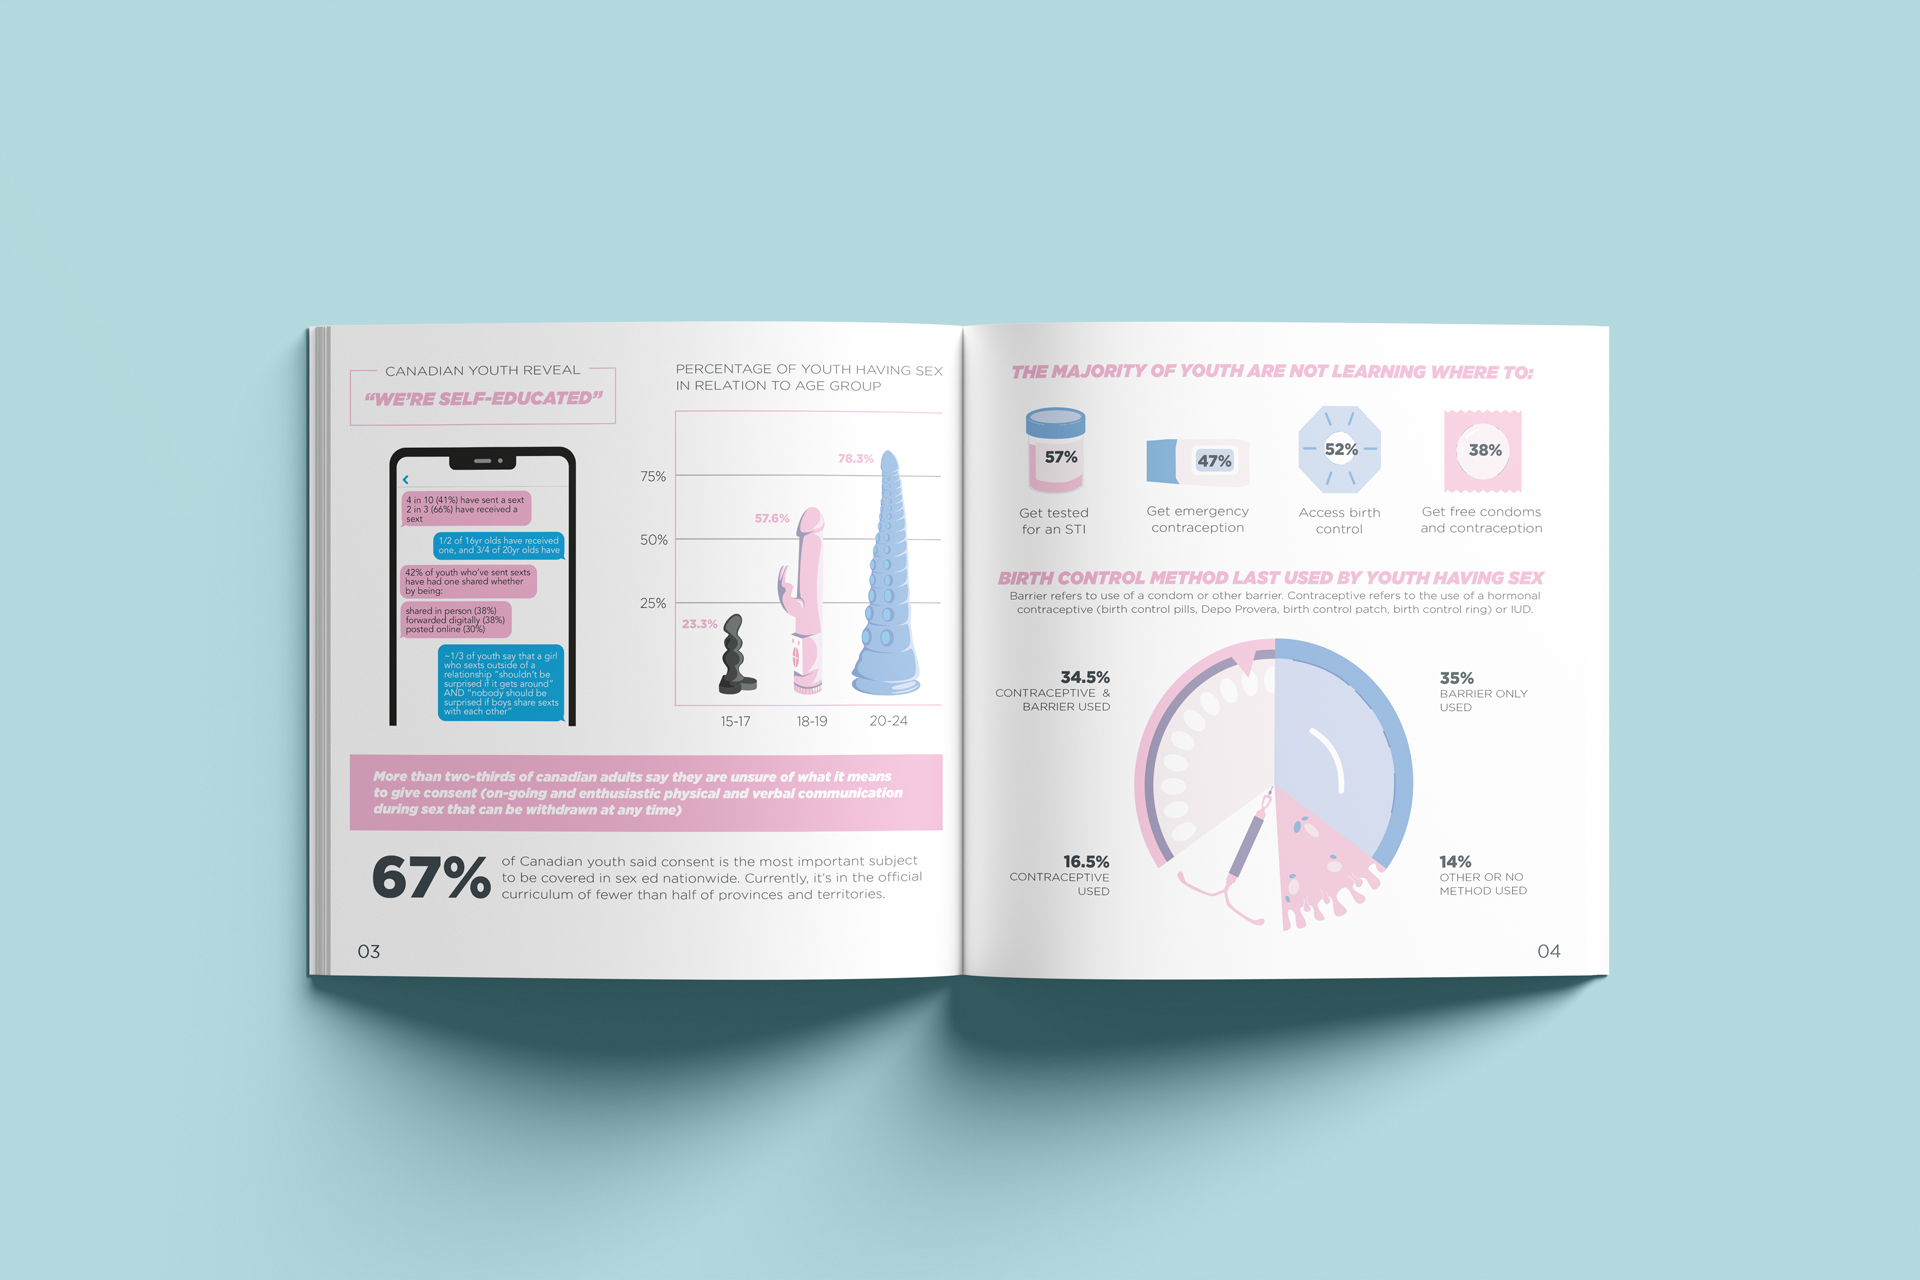 CANADIAN YOUTH REVEAL
“WE’RE SELF-EDUCATED”
4 in 10 (41%) have sent a sext
2 in 3 (66%) have received a
sext
1/2 of 16yr olds have received
one, and 3/4 of 20yr olds have
42% of youth who’ve sent sexts
have had one shared whether
by being:
shared in person (38%)
forwarded digitally (38%)
posted online (30%)
~1/3 of youth say that a girl
who sexts outside of a
relationship “shouldn’t be
surprised if it gets around”
AND “nobody should be
surprised if boys share sexts
with each other”
PERCENTAGE OF YOUTH HAVING SEX
IN RELATION TO AGE GROUP
75%
50%
25%
23.3%
57.6%
78.3%
15-17
18-19
20-24
More than two-thirds of canadian adults say they are unsure of what it means
to give consent (on-going and enthusiastic physical and verbal communication
during sex that can be withdrawn at any time)
67%
of Canadian youth said consent is the most important subject
to be covered in sex ed nationwide. Currently, it’s in the official
curriculum of fewer than half of provinces and territories.
03
THE MAJORITY OF YOUTH ARE NOT LEARNING WHERE TO:
57%
Get tested
for an STI
47%
Get emergency
contraception
52%
Access birth
control
38%
Get free condoms
and contraception
BIRTH CONTROL METHOD LAST USED BY YOUTH HAVING SEX
Barrier refers to use of a condom or other barrier. Contraceptive refers to the use of a hormonal
contraceptive (birth control pills, Depo Provera, birth control patch, birth control ring) or IUD.
34.5%
CONTRACEPTIVE &
BARRIER USED
35%
BARRIER ONLY
USED
16.5%
CONTRACEPTIVE
USED
14%
OTHER OR NO
METHOD USED
04